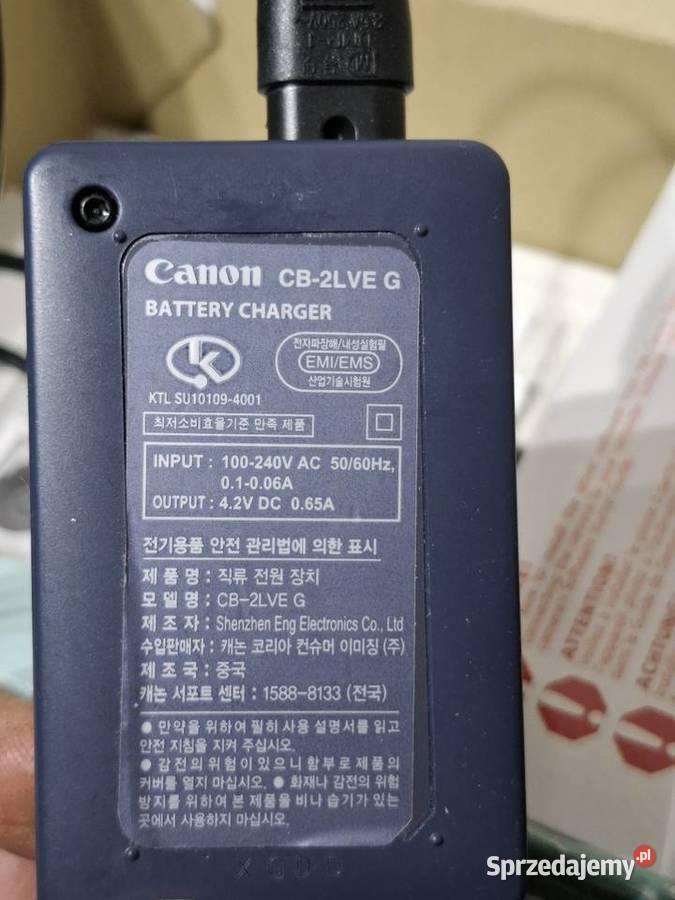 2.5A 250V~
Canon CB-2LVE G
BATTERY CHARGER
전자파장해/내성실험필
EMI/EMS
산업기술시험원
KTL SU10109-4001
최저소비효율기준 만족 제품
INPUT : 100-240V AC 50/60Hz,
0.1-0.06A
OUTPUT : 4.2V DC 0.65A
전기용품 안전 관리법에 의한 표시
제 품 명 : 직류 전원 장치
모 델 명 : CB-2LVE G
제 조 자 : Shenzhen Eng Electronics Co., Ltd
수입판매자 : 캐논 코리아 컨슈머 이미징 (주)
제 조 국 : 중국
캐논 서포트 센터 : 1588-8133 (전국)
● 만약을 위하여 필히 사용 설명서를 읽고
안전 지침을 지켜 주십시오.
● 감전의 위험이 있으니 함부로 제품의
커버를 열지 마십시오. ● 화재나 감전의 위험
방지를 위하여 본 제품을 비나 습기가 있는
곳에서 사용하지 마십시오.
ATTENTION!
ACHTUNG
Sprzedajemy.pl